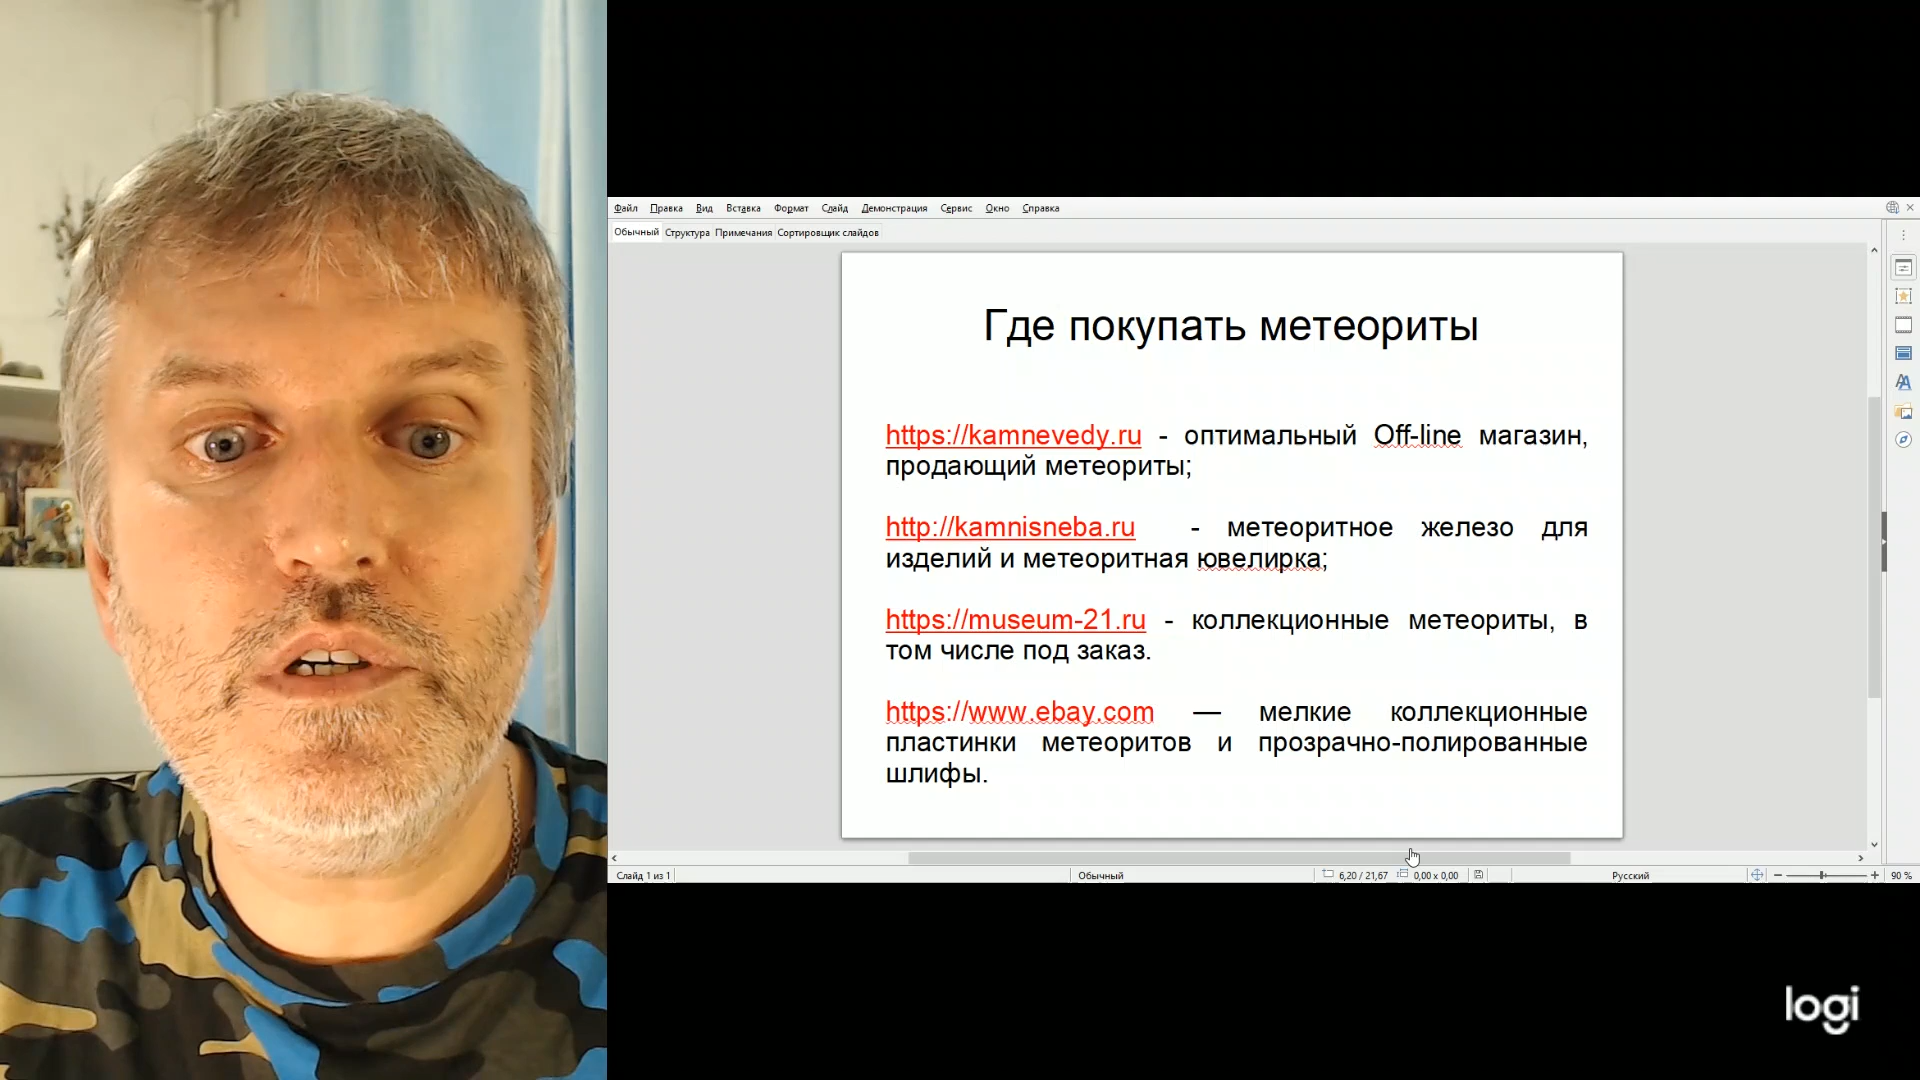 Файл Правка Вид Вставка Формат Слайд Демонстрация Сервис Окно Справка
Обычный Структура Примечания Сортировщик слайдов
Где покупать метеориты
https://kamnevedy.ru - оптимальный Off-line магазин,
продающий метеориты;
http://kamnisneba.ru - метеоритное железо для
изделий и метеоритная ювелирка;
https://museum-21.ru - коллекционные метеориты, в
том числе под заказ.
https://www.ebay.com — мелкие коллекционные
пластинки метеоритов и прозрачно-полированные
шлифы.
Слайд 1 из 1 Обычный 6,20 / 21,67 0,00 x 0,00 Русский 90 %
logi